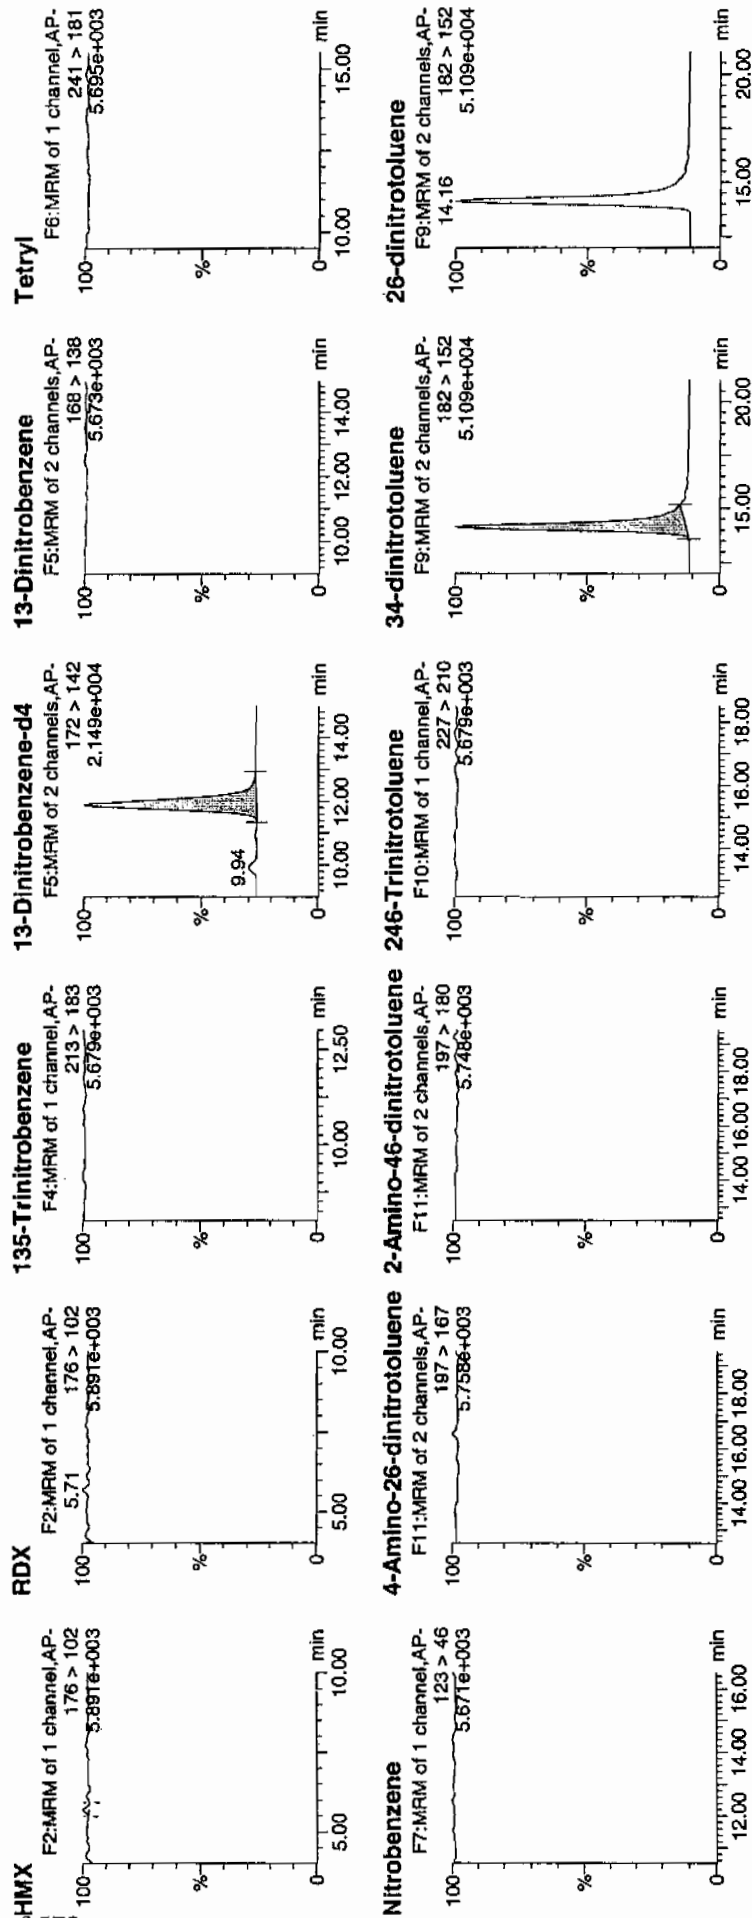 HMX
F2:MRM of 1 channel,AP-
176 > 102
5.891e+003
100
%
0
5.00 10.00 min
RDX
F2:MRM of 1 channel,AP-
5.71 176 > 102
5.891e+003
100
%
0
5.00 10.00 min
135-Trinitrobenzene
F4:MRM of 1 channel,AP-
213 > 183
5.679e+003
100
%
0
10.00 12.50 min
13-Dinitrobenzene-d4
F5:MRM of 2 channels,AP-
172 > 142
2.149e+004
100
%
9.94
0
10.00 12.00 14.00 min
13-Dinitrobenzene
F5:MRM of 2 channels,AP-
168 > 138
5.673e+003
100
%
0
10.00 12.00 14.00 min
Tetryl
F6:MRM of 1 channel,AP-
241 > 181
5.695e+003
100
%
0
10.00 15.00 min
Nitrobenzene
F7:MRM of 1 channel,AP-
123 > 46
5.671e+003
100
%
0
12.00 14.00 16.00 min
4-Amino-26-dinitrotoluene
F11:MRM of 2 channels,AP-
197 > 167
5.758e+003
100
%
0
14.00 16.00 18.00 min
2-Amino-46-dinitrotoluene
F11:MRM of 2 channels,AP-
197 > 180
5.748e+003
100
%
0
14.00 16.00 18.00 min
246-Trinitrotoluene
F10:MRM of 1 channel,AP-
227 > 210
5.679e+003
100
%
0
14.00 16.00 18.00 min
34-dinitrotoluene
F9:MRM of 2 channels,AP-
182 > 152
5.109e+004
100
%
0
15.00 20.00 min
26-dinitrotoluene
F9:MRM of 2 channels,AP-
14.16 182 > 152
5.109e+004
100
%
0
15.00 20.00 min